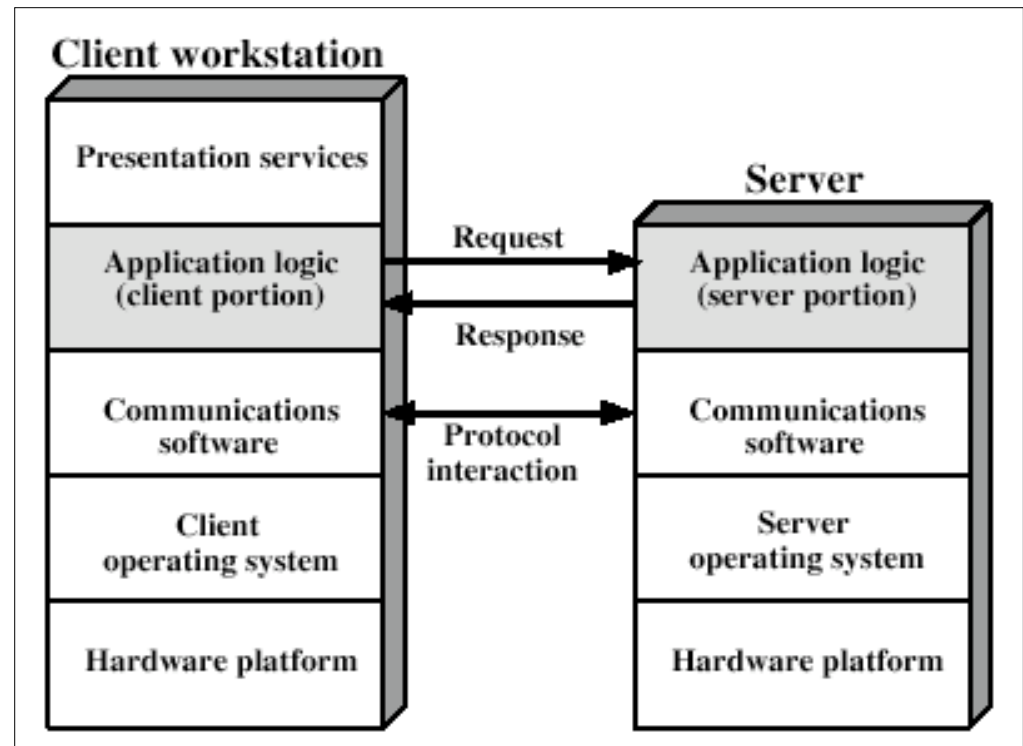 Client workstation
Presentation services
Application logic
(client portion)
Communications
software
Client
operating system
Hardware platform
Request
Response
Protocol
interaction
Server
Application logic
(server portion)
Communications
software
Server
operating system
Hardware platform